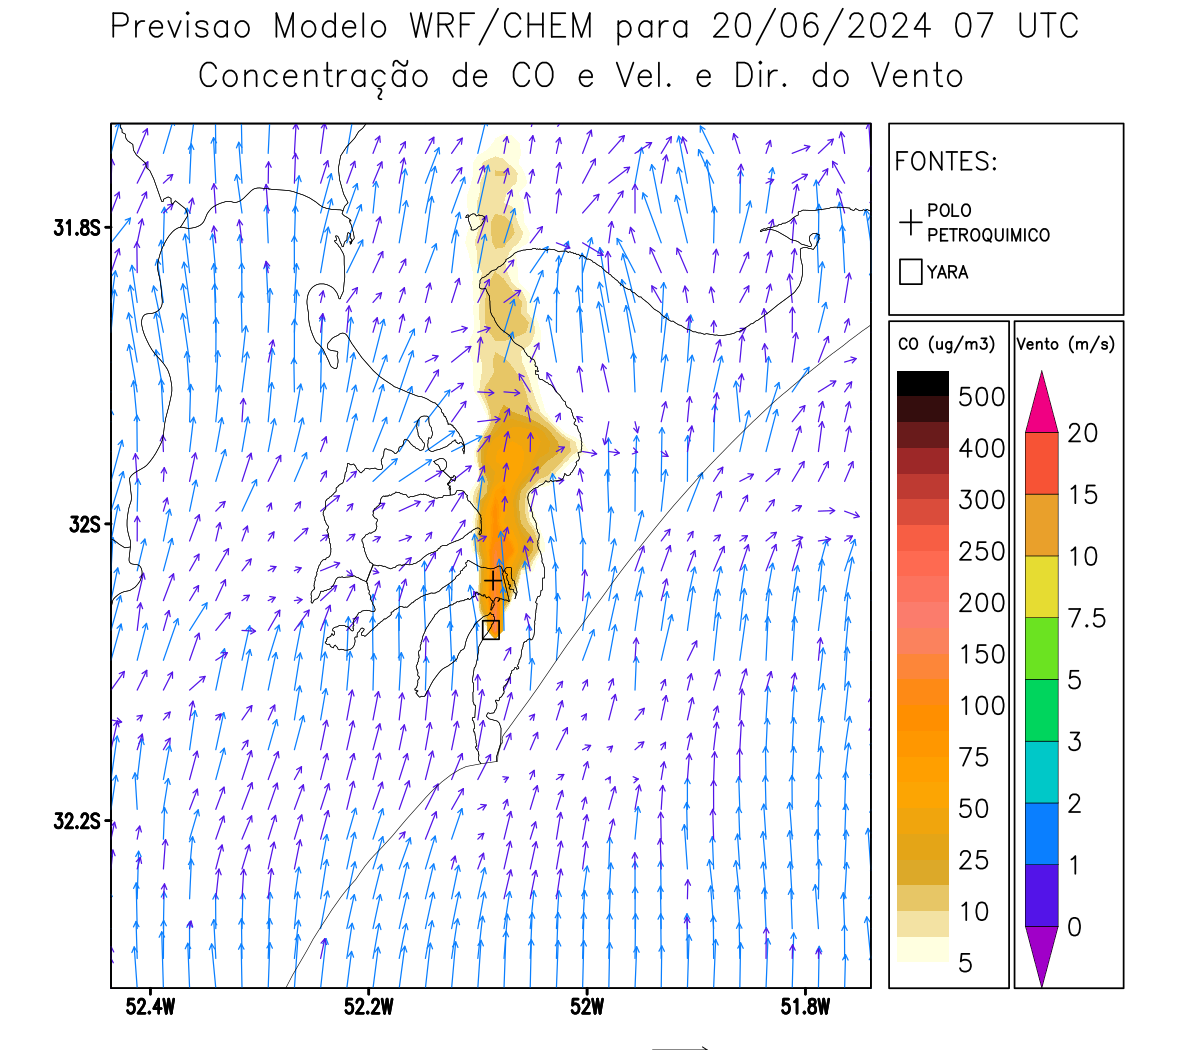 Previsao Modelo WRF/CHEM para 20/06/2024 07 UTC
Concentração de CO e Vel. e Dir. do Vento
FONTES:
POLO
PETROQUIMICO
YARA
CO (ug/m3)
500
400
300
250
200
150
100
75
50
25
10
5
Vento (m/s)
20
15
10
7.5
5
3
2
1
0
31.8S
32S
32.2S
52.4W
52.2W
52W
51.8W